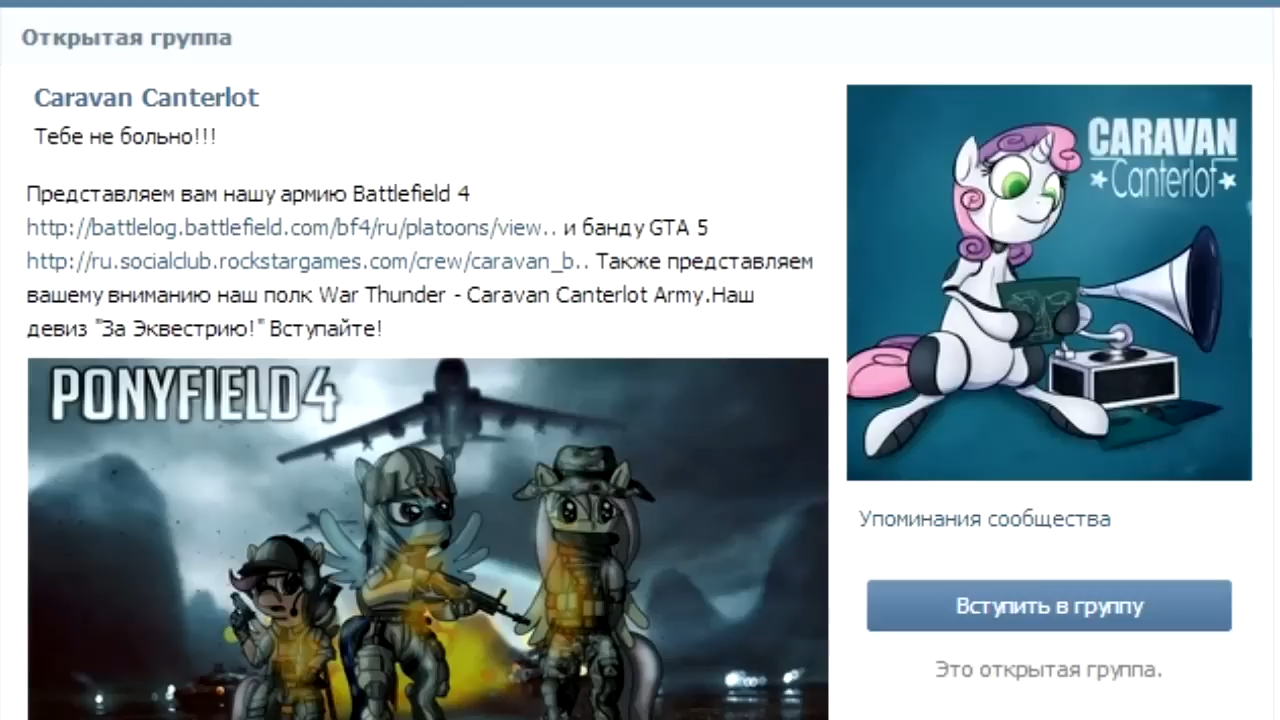 Открытая группа
Caravan Canterlot
Тебе не больно!!!
Представляем вам нашу армию Battlefield 4
http://battlelog.battlefield.com/bf4/ru/platoons/view.. и банду GTA 5
http://ru.socialclub.rockstargames.com/crew/caravan_b.. Также представляем
вашему вниманию наш полк War Thunder - Caravan Canterlot Army.Наш
девиз "За Эквестрию!" Вступайте!
PONYFIELD 4
CARAVAN
Canterlot
Упоминания сообщества
Вступить в группу
Это открытая группа.